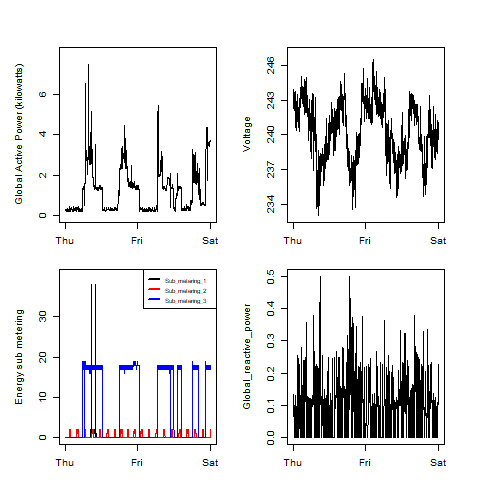 Global Active Power (kilowatts)
0 2 4 6
Thu Fri Sat
Voltage
234 237 240 243 246
Thu Fri Sat
Energy sub metering
0 10 20 30
Sub_metering_1
Sub_metering_2
Sub_metering_3
Thu Fri Sat
Global_reactive_power
0.0 0.1 0.2 0.3 0.4 0.5
Thu Fri Sat